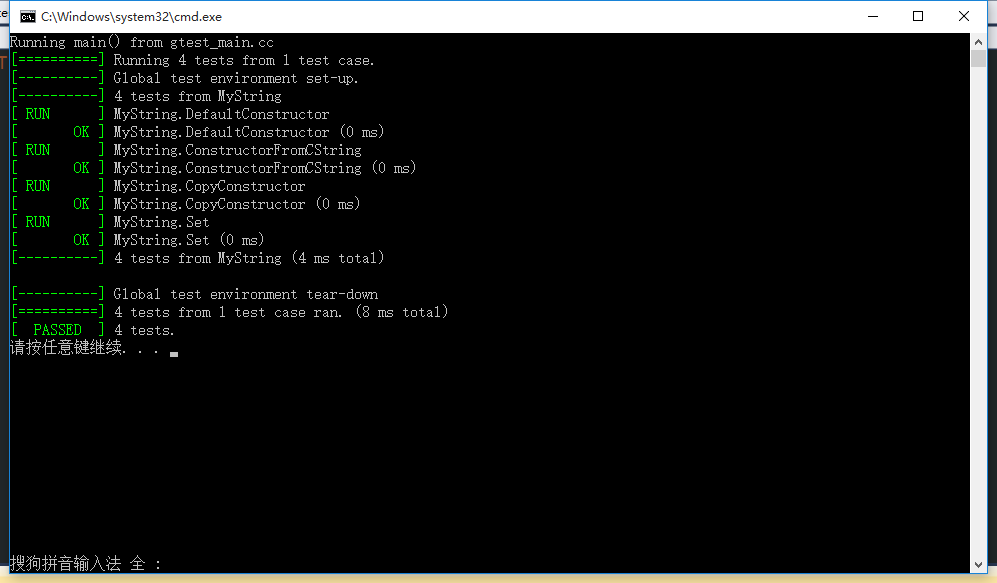 C:\Windows\system32\cmd.exe
Running main() from gtest_main.cc
[==========] Running 4 tests from 1 test case.
[----------] Global test environment set-up.
[----------] 4 tests from MyString
[ RUN      ] MyString.DefaultConstructor
[       OK ] MyString.DefaultConstructor (0 ms)
[ RUN      ] MyString.ConstructorFromCString
[       OK ] MyString.ConstructorFromCString (0 ms)
[ RUN      ] MyString.CopyConstructor
[       OK ] MyString.CopyConstructor (0 ms)
[ RUN      ] MyString.Set
[       OK ] MyString.Set (0 ms)
[----------] 4 tests from MyString (4 ms total)
[----------] Global test environment tear-down
[==========] 4 tests from 1 test case ran. (8 ms total)
[  PASSED  ] 4 tests.
请按任意键继续. . .
搜狗拼音输入法 全 :